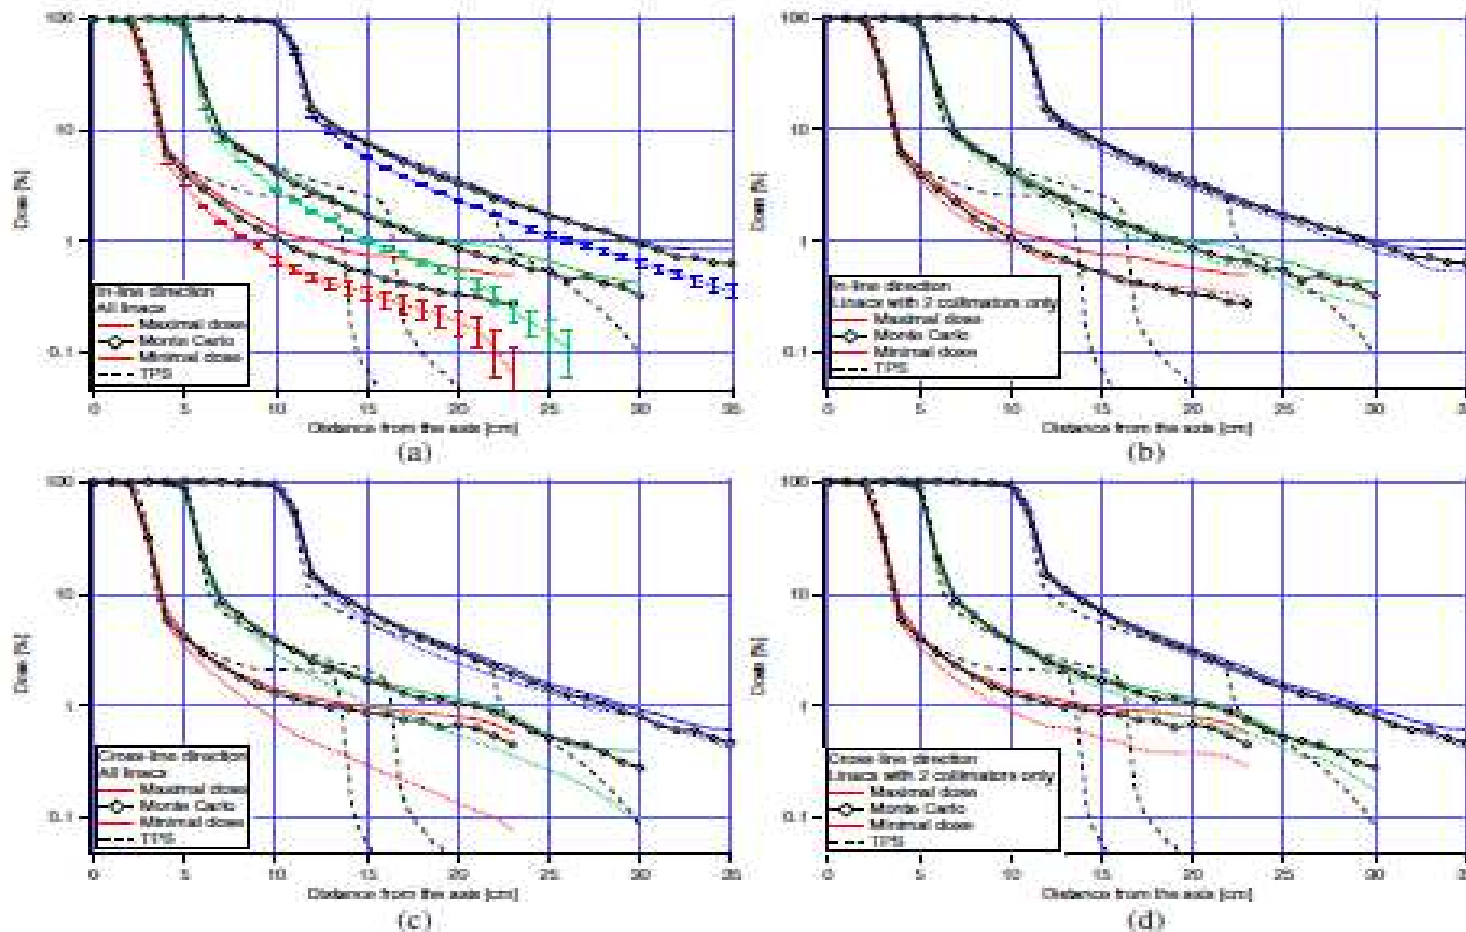 100
10
1
0.1
Dose [%]
0 5 10 15 20 25 30 35
Distance from the axis [cm]
In-line direction
All linacs
Maximal dose
Monte Carlo
Minimal dose
TPS
(a)
100
10
1
0.1
Dose [%]
0 5 10 15 20 25 30 35
Distance from the axis [cm]
In-line direction
Linacs with 2 collimators only
Maximal dose
Monte Carlo
Minimal dose
TPS
(b)
100
10
1
0.1
Dose [%]
0 5 10 15 20 25 30 35
Distance from the axis [cm]
Cross-line direction
All linacs
Maximal dose
Monte Carlo
Minimal dose
TPS
(c)
100
10
1
0.1
Dose [%]
0 5 10 15 20 25 30 35
Distance from the axis [cm]
Cross-line direction
Linacs with 2 collimators only
Maximal dose
Monte Carlo
Minimal dose
TPS
(d)